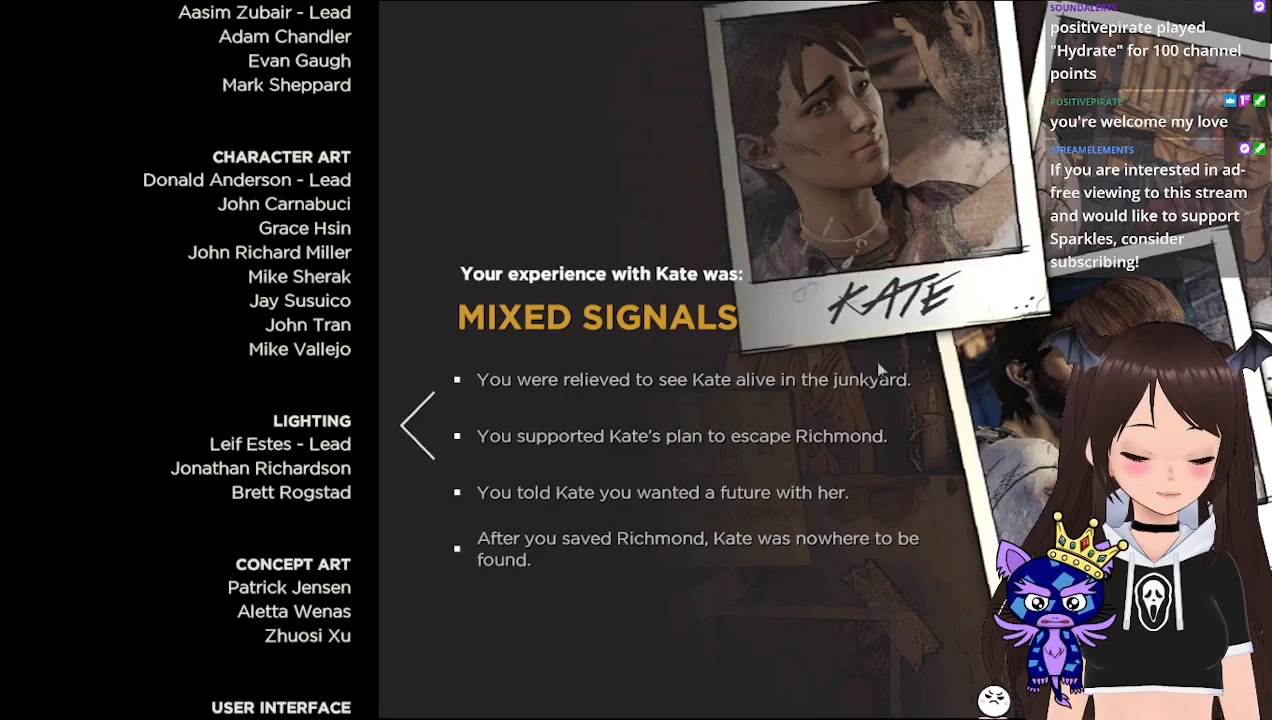 Aasim Zubair - Lead
Adam Chandler
Evan Gaugh
Mark Sheppard
CHARACTER ART
Donald Anderson - Lead
John Carnabuci
Grace Hsin
John Richard Miller
Mike Sherak
Jay Susuico
John Tran
Mike Vallejo
LIGHTING
Leif Estes - Lead
Jonathan Richardson
Brett Rogstad
CONCEPT ART
Patrick Jensen
Aletta Wenas
Zhuosi Xu
USER INTERFACE
Your experience with Kate was:
MIXED SIGNALS
You were relieved to see Kate alive in the junkyard.
You supported Kate's plan to escape Richmond.
You told Kate you wanted a future with her.
After you saved Richmond, Kate was nowhere to be
found.
KATE
SOUNDALERTS
positivepirate played
"Hydrate" for 100 channel
points
POSITIVEPIRATE
you're welcome my love
STREAMELEMENTS
If you are interested in ad-
free viewing to this stream
and would like to support
Sparkles, consider
subscribing!